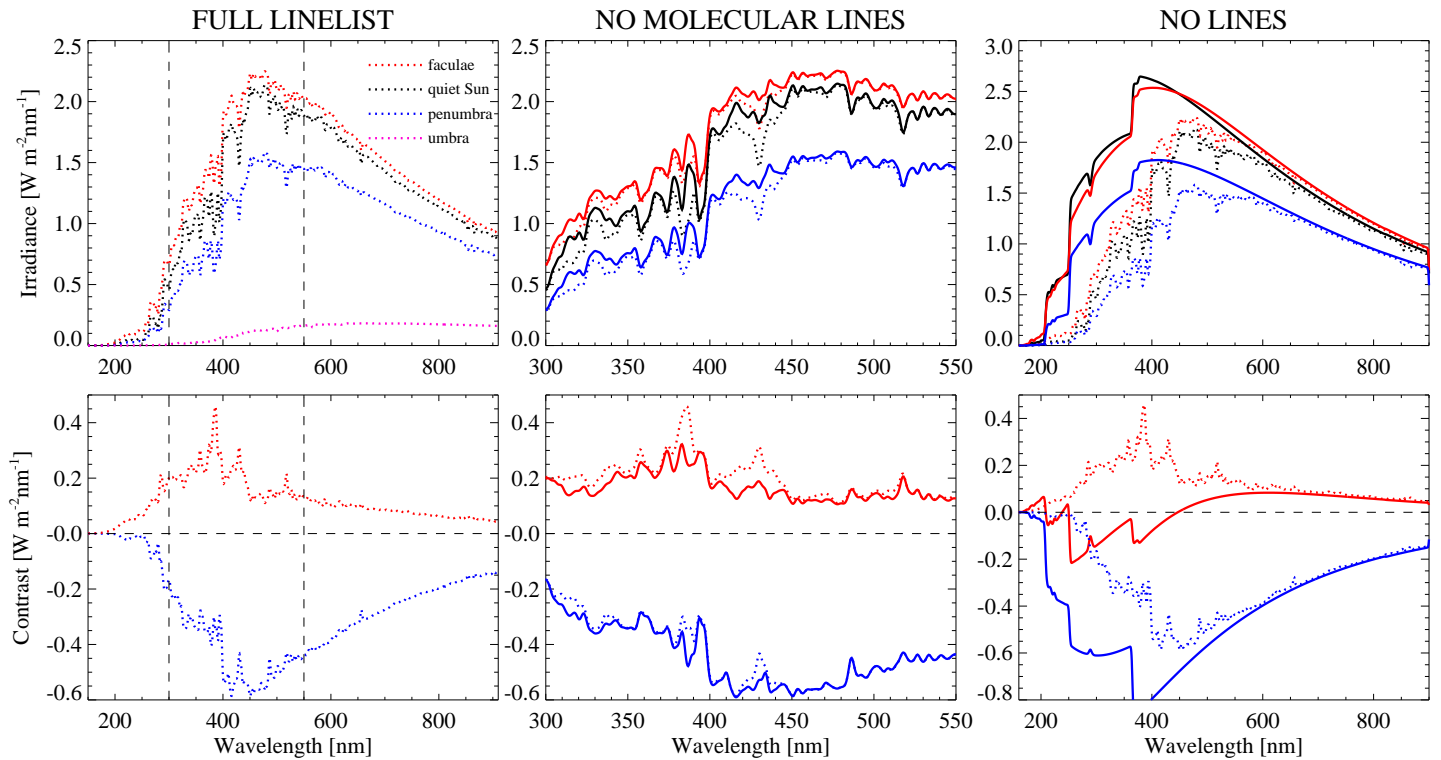 FULL LINELIST
NO MOLECULAR LINES
NO LINES
Irradiance [W m-2nm-1]
2.5
2.0
1.5
1.0
0.5
0.0
faculae
quiet Sun
penumbra
umbra
200 400 600 800
2.5
2.0
1.5
1.0
0.5
0.0
300 350 400 450 500 550
3.0
2.5
2.0
1.5
1.0
0.5
0.0
200 400 600 800
Contrast [W m-2nm-1]
0.4
0.2
-0.0
-0.2
-0.4
-0.6
200 400 600 800
Wavelength [nm]
0.4
0.2
-0.0
-0.2
-0.4
-0.6
300 350 400 450 500 550
Wavelength [nm]
0.4
0.2
0.0
-0.2
-0.4
-0.6
-0.8
200 400 600 800
Wavelength [nm]